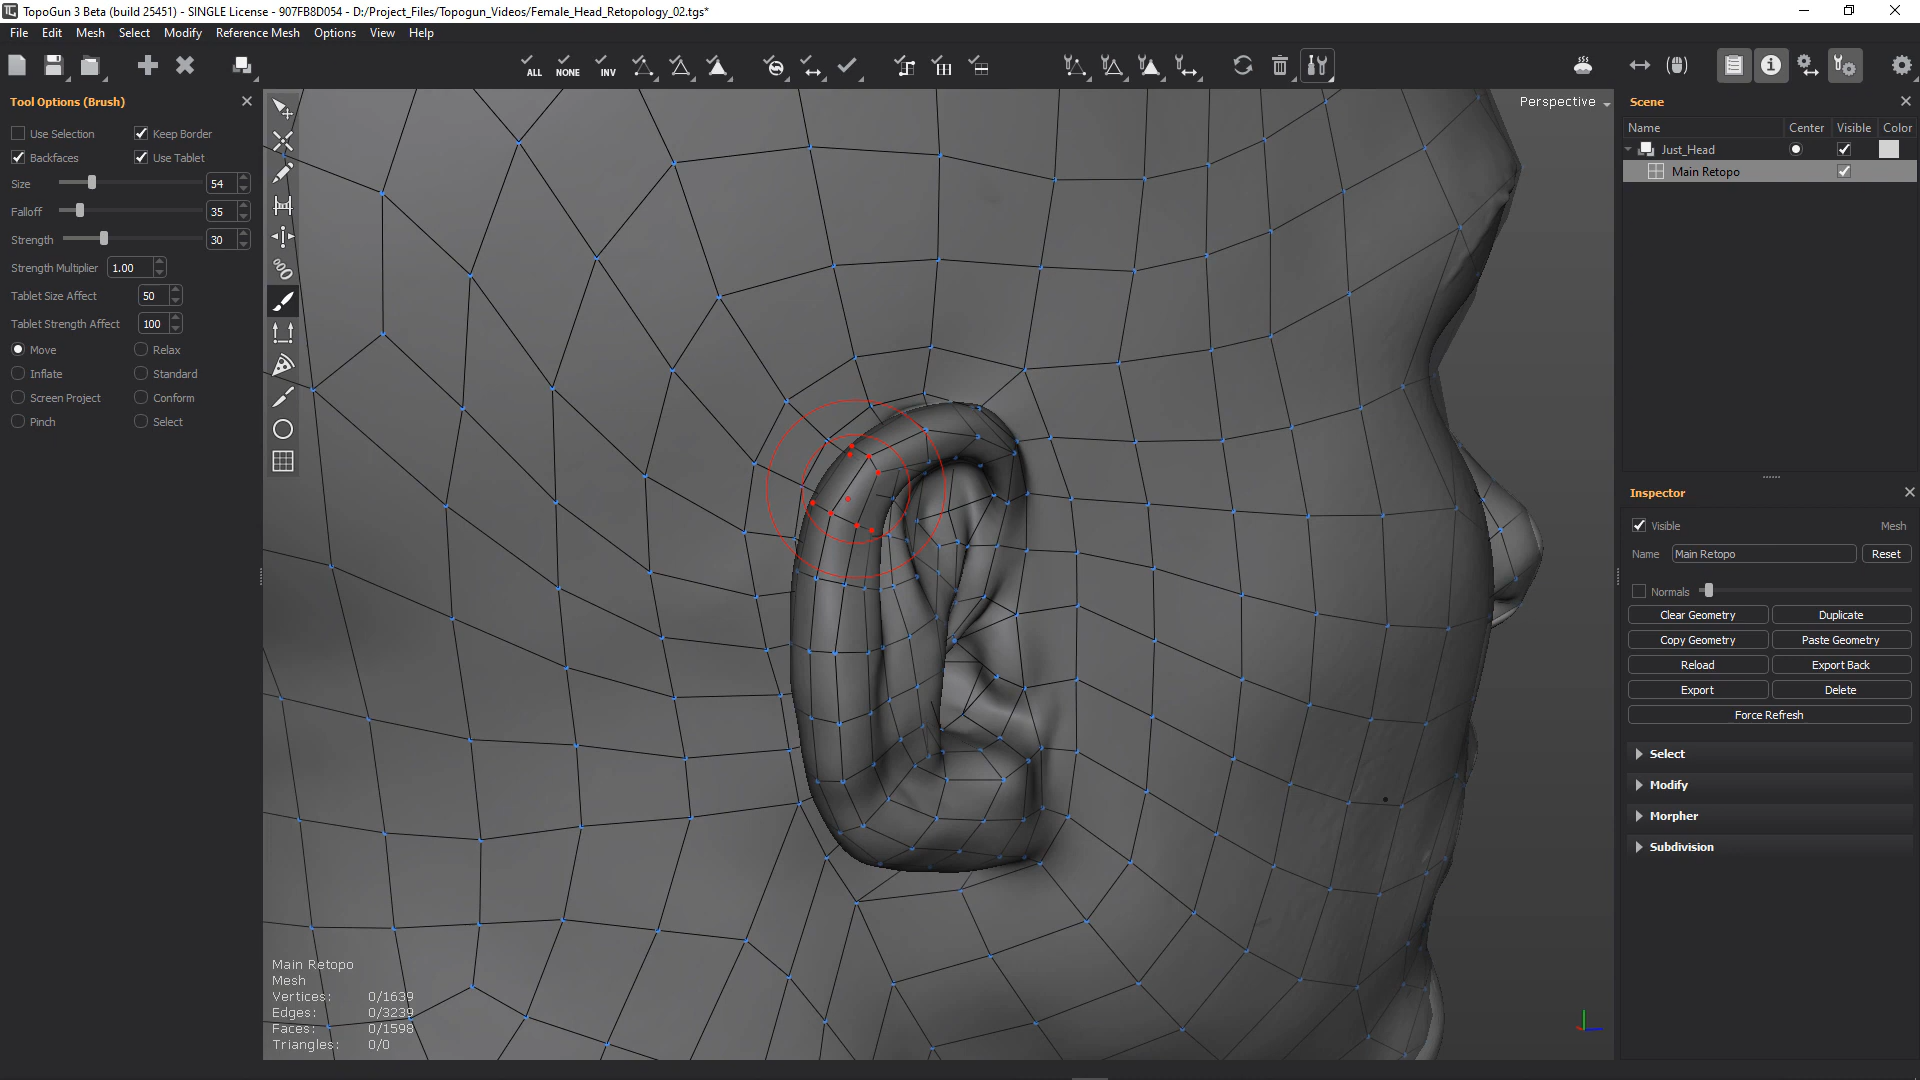 TopoGun 3 Beta (build 25451) - SINGLE License - 907FB8D054 - D:/Project_Files/Topogun_Videos/Female_Head_Retopology_02.tgs*
File Edit Mesh Select Modify Reference Mesh Options View Help
ALL NONE INV
Tool Options (Brush)
Use Selection Keep Border
Backfaces Use Tablet
Size 54
Falloff 35
Strength 30
Strength Multiplier 1.00
Tablet Size Affect 50
Tablet Strength Affect 100
Move Relax
Inflate Standard
Screen Project Conform
Pinch Select
Perspective
Main Retopo
Mesh
Vertices: 0/1639
Edges: 0/3239
Faces: 0/1598
Triangles: 0/0
Scene
Name Center Visible Color
Just_Head
Main Retopo
Inspector
Visible Mesh
Name Main Retopo Reset
Normals
Clear Geometry Duplicate
Copy Geometry Paste Geometry
Reload Export Back
Export Delete
Force Refresh
Select
Modify
Morpher
Subdivision